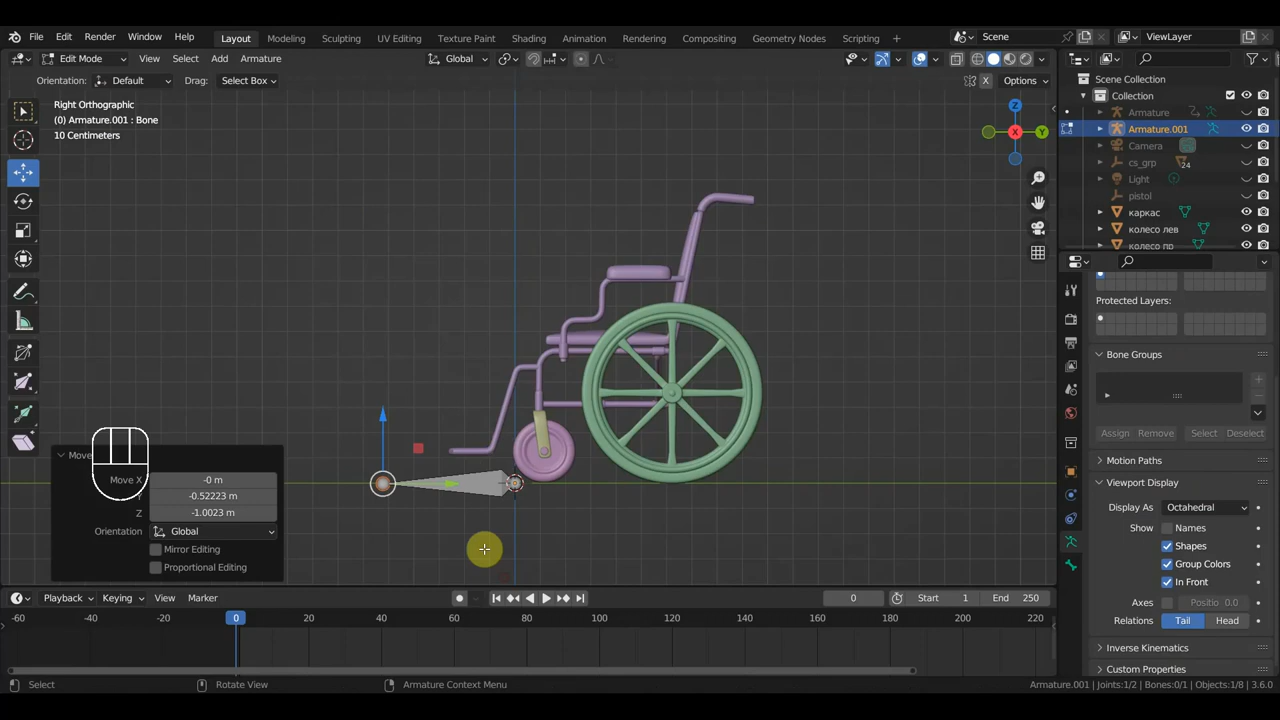 File Edit Render Window Help Layout Modeling Sculpting UV Editing Texture Paint Shading Animation Rendering Compositing Geometry Nodes Scripting + Scene ViewLayer
Edit Mode View Select Add Armature Global
Orientation: Default Drag: Select Box X Options
Right Orthographic
(0) Armature.001 : Bone
10 Centimeters
Z
X
Y
Move
Move X -0 m
Y -0.52223 m
Z -1.0023 m
Orientation Global
Mirror Editing
Proportional Editing
Scene Collection
Collection
Armature
Armature.001
Camera
cs_grp 24
Light
pistol
каркас
колесо лев
колесо пр
Protected Layers:
Bone Groups
Assign Remove Select Deselect
Motion Paths
Viewport Display
Display As Octahedral
Show Names
Shapes
Group Colors
In Front
Axes Positio 0.0
Relations Tail Head
Inverse Kinematics
Custom Properties
Playback Keying View Marker 0 Start 1 End 250
-60 -40 -20 0 20 40 60 80 100 120 140 160 180 200 220
Select Rotate View Armature Context Menu Armature.001 | Joints:1/2 | Bones:0/1 | Objects:1/8 | 3.6.0